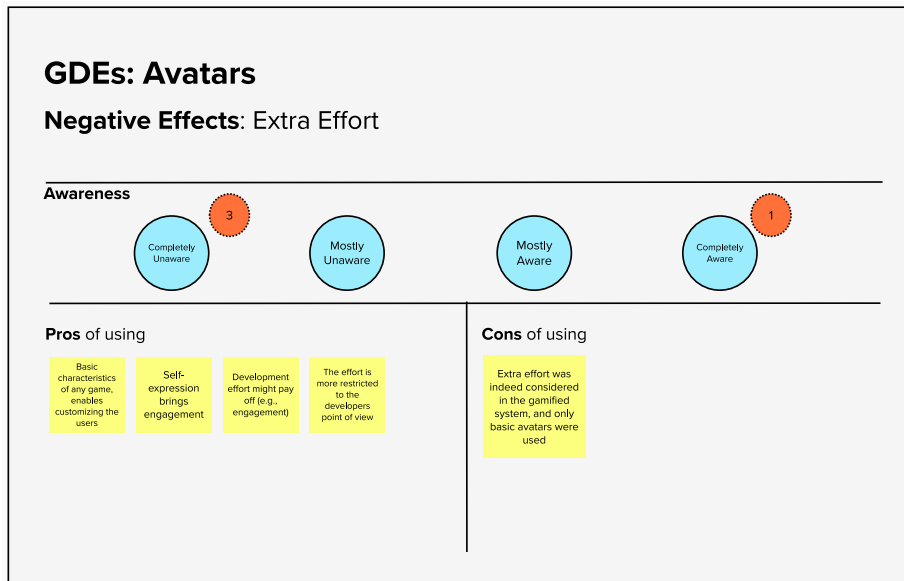 GDEs: Avatars
Negative Effects: Extra Effort
Awareness
Completely
Unaware
3
Mostly
Unaware
Mostly
Aware
Completely
Aware
1
Pros of using
Basic
characteristics
of any game,
enables
customizing the
users
Self-
expression
brings
engagement
Development
effort might pay
off (e.g.,
engagement)
The effort is
more restricted
to the
developers
point of view
Cons of using
Extra effort was
indeed considered
in the gamified
system, and only
basic avatars were
used